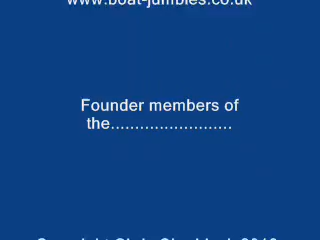 www.boat-jumbles.co.uk
Founder members of
the.........................